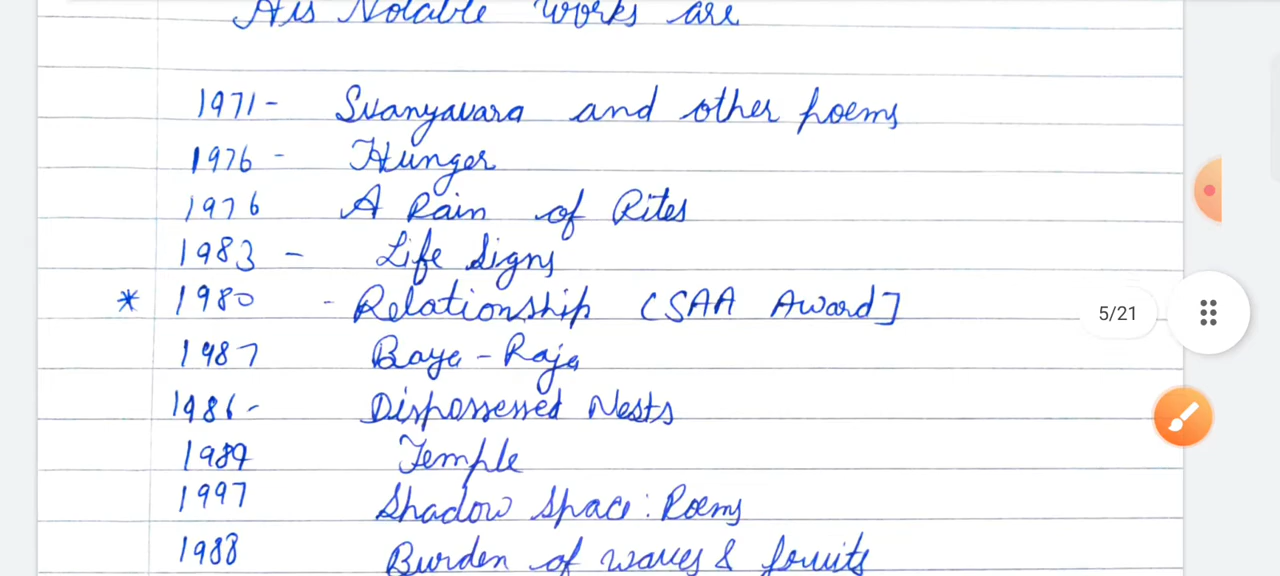 His Notable works are
1971 - Svanyavara and other poems
1976 - Hunger
1976 A Rain of Rites
1983 - Life Signs
* 1980 - Relationship (SAA Award]
1987 Baya - Raja
1986 - Dispossessed Nests
1989 Temple
1997 Shadow Space : Poems
1988 Burden of waves & fruits
5/21